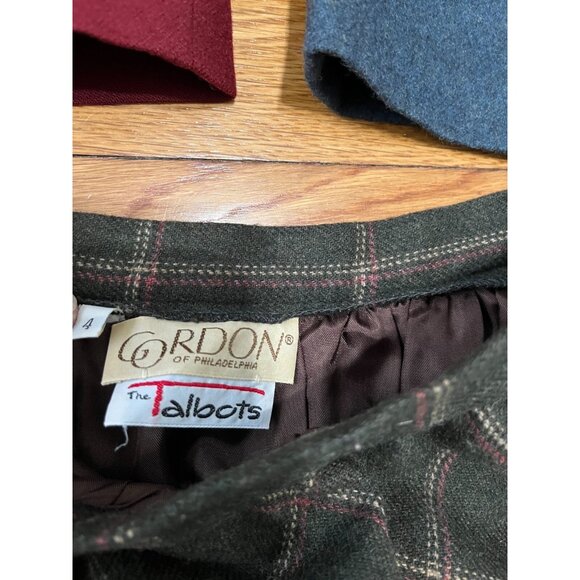 4
GORDON®
OF PHILADELPHIA
The Talbots